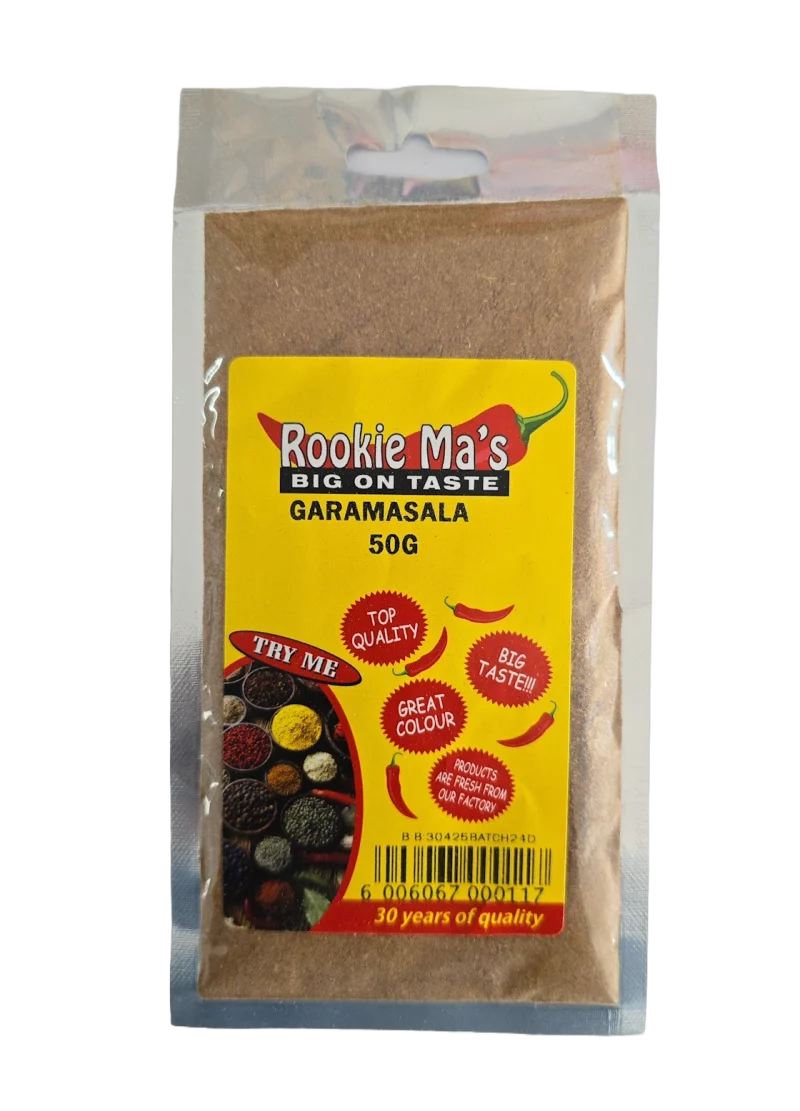 Rookie Ma's
BIG ON TASTE
GARAMASALA
50G
TOP
QUALITY
TRY ME
BIG
TASTE!!!
GREAT
COLOUR
PRODUCTS
ARE FRESH FROM
OUR FACTORY
B B:30425BATCH24D
6 006067 000117
30 years of quality